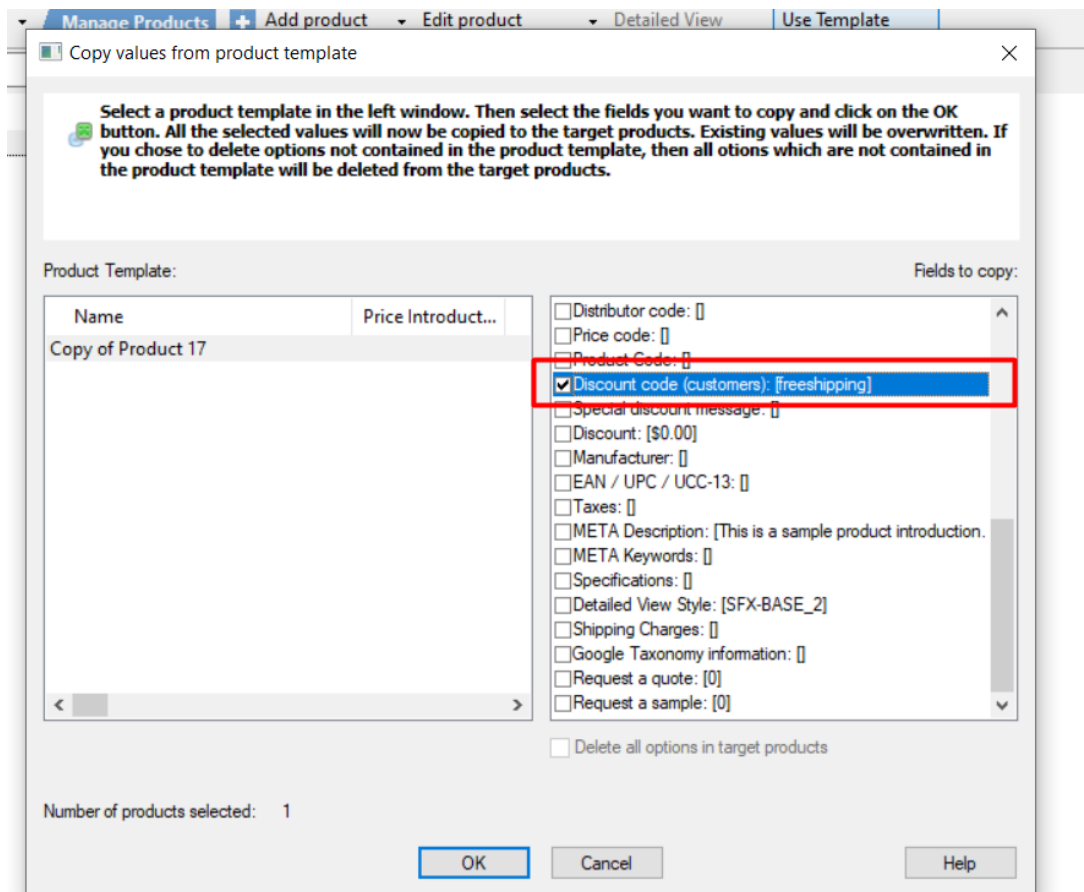 Manage Products Add product Edit product Detailed View Use Template
Copy values from product template
Select a product template in the left window. Then select the fields you want to copy and click on the OK
button. All the selected values will now be copied to the target products. Existing values will be overwritten. If
you chose to delete options not contained in the product template, then all otions which are not contained in
the product template will be deleted from the target products.
Product Template:
Fields to copy:
Name Price Introduct...
Copy of Product 17
Distributor code: []
Price code: []
Product Code: []
Discount code (customers): [freeshipping]
Special discount message: []
Discount: [$0.00]
Manufacturer: []
EAN / UPC / UCC-13: []
Taxes: []
META Description: [This is a sample product introduction.
META Keywords: []
Specifications: []
Detailed View Style: [SFX-BASE_2]
Shipping Charges: []
Google Taxonomy information: []
Request a quote: [0]
Request a sample: [0]
Delete all options in target products
Number of products selected: 1
OK Cancel Help